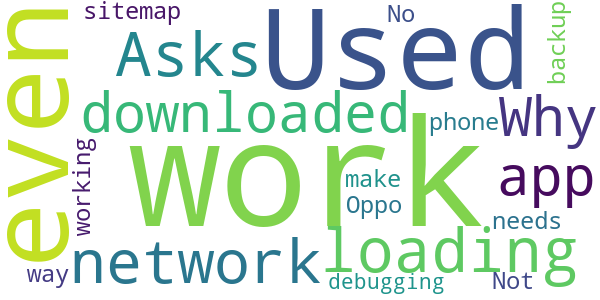 sitemap
No
Used
backup
even
Asks
downloaded
phone
Why
work
working
make
app
Oppo
needs
network
loading
way
debugging
Not